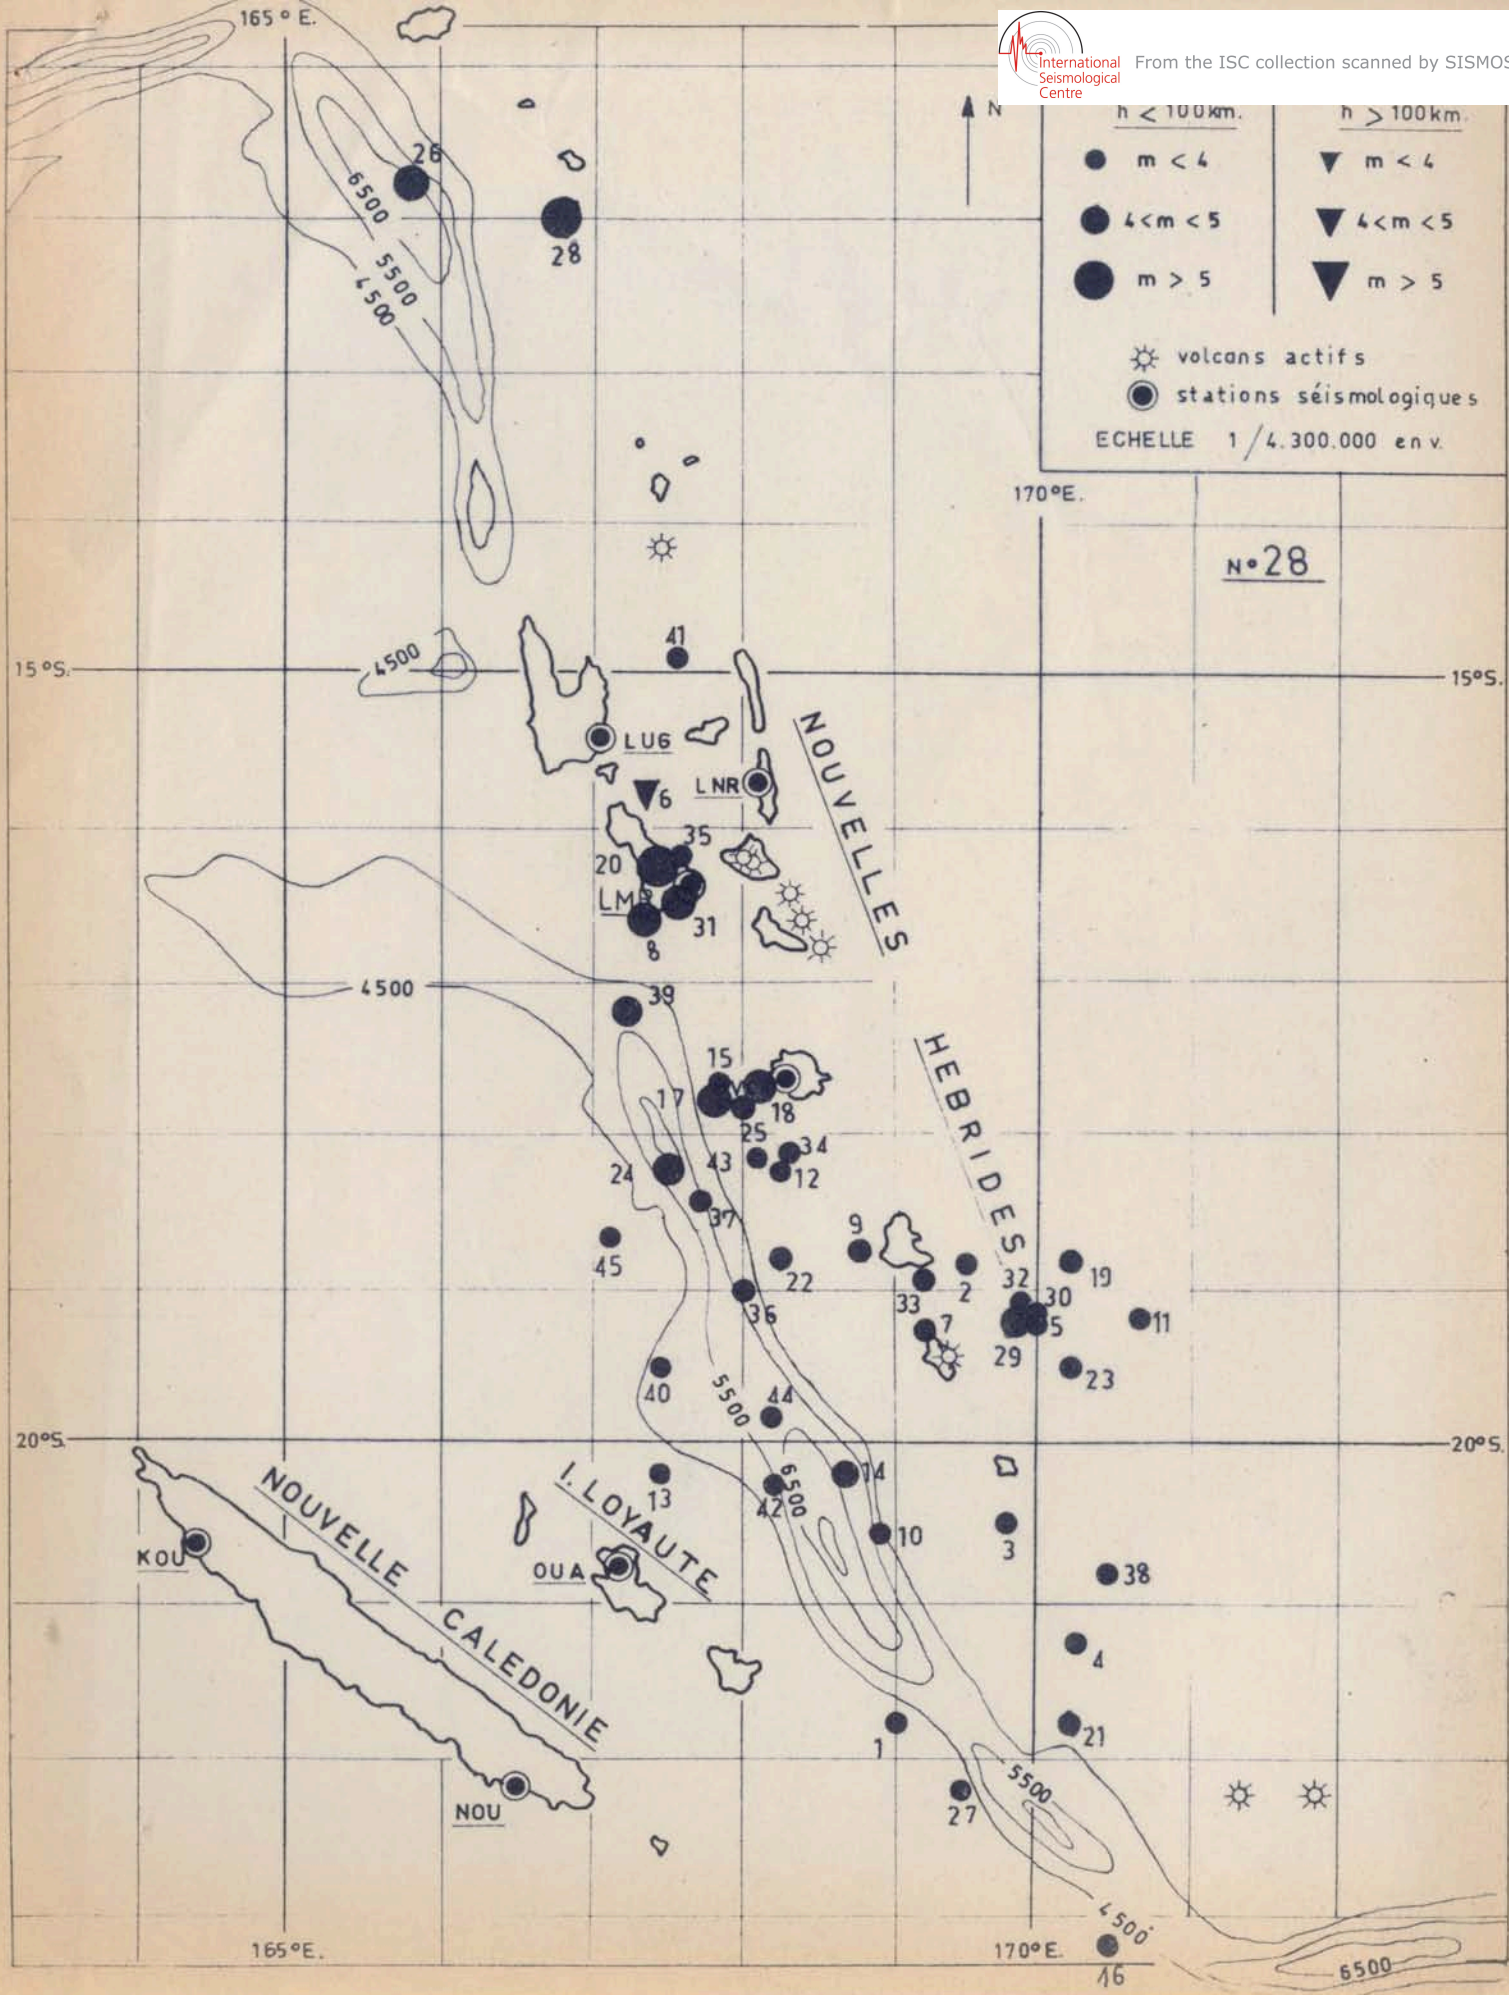 165° E.
International
Seismological
Centre
From the ISC collection scanned by SISMOS
N
h < 100km.
h > 100km.
m < 4
m < 4
4<m < 5
4<m <5
m > 5
m > 5
volcans actifs
stations séismologiques
ECHELLE 1/4.300.000 env.
170°E.
N°28
26
6500
28
5500
4500
41
15°S.
4500
15°S.
LUG
NOUVELLES
LNR
6
35
20
31
8
4500
39
HEBRIDES
15
17
18
25
34
43
24
12
37
9
45
22
2
32
19
33
30
36
7
5
11
29
23
40
5500
44
20°S.
20°S.
NOUVELLE CALEDONIE
I. LOYAUTE
13
6500
14
42
10
3
KOU
OUA
38
4
1
21
5500
NOU
27
4500
165°E.
170°E.
16
6500